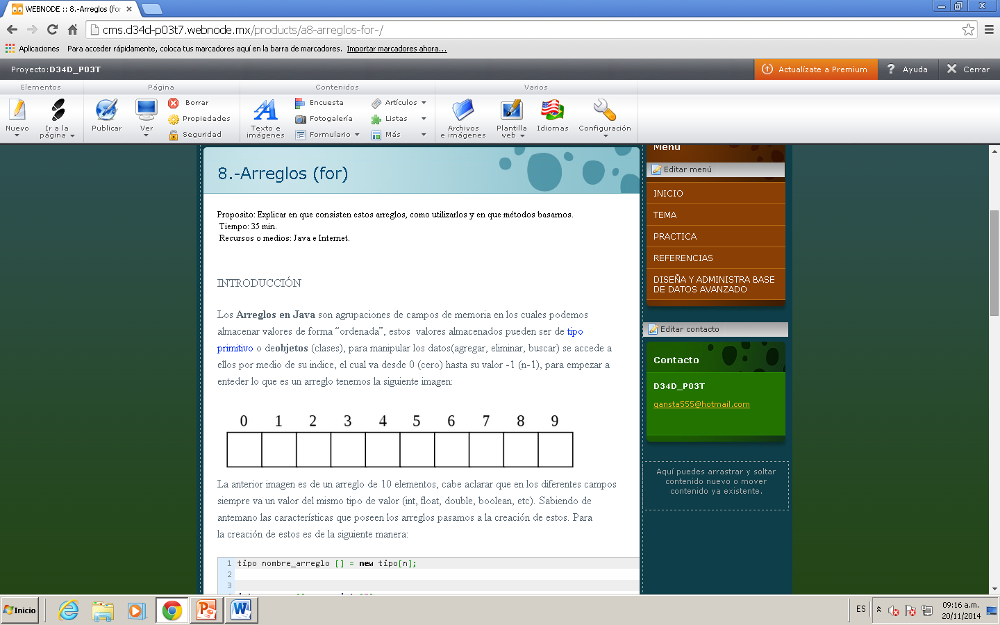 WEBNODE :: 8.-Arreglos (for
cms.d34d-p03t7.webnode.mx/products/a8-arreglos-for-/
Aplicaciones Para acceder rápidamente, coloca tus marcadores aquí en la barra de marcadores. Importar marcadores ahora...
Proyecto:D34D_P03T
Actualízate a Premium
Ayuda
Cerrar
Elementos
Página
Contenidos
Varios
Nuevo
Ir a la página
Publicar
Ver
Borrar
Propiedades
Seguridad
Texto e imágenes
Encuesta
Fotogalería
Formulario
Artículos
Listas
Más
Archivos e imágenes
Plantilla web
Idiomas
Configuración
8.-Arreglos (for)
Proposito: Explicar en que consisten estos arreglos, como utilizarlos y en que métodos basarnos.
Tiempo: 35 min.
Recursos o medios: Java e Internet.
INTRODUCCIÓN
Los Arreglos en Java son agrupaciones de campos de memoria en los cuales podemos
almacenar valores de forma “ordenada”, estos valores almacenados pueden ser de tipo
primitivo o deobjetos (clases), para manipular los datos(agregar, eliminar, buscar) se accede a
ellos por medio de su indice, el cual va desde 0 (cero) hasta su valor -1 (n-1), para empezar a
enteder lo que es un arreglo tenemos la siguiente imagen:
0 1 2 3 4 5 6 7 8 9
La anterior imagen es de un arreglo de 10 elementos, cabe aclarar que en los diferentes campos
siempre va un valor del mismo tipo de valor (int, float, double, boolean, etc). Sabiendo de
antemano las características que poseen los arreglos pasamos a la creación de estos. Para
la creación de estos es de la siguiente manera:
1 tipo nombre_arreglo [] = new tipo[n];
2
3
Menú
Editar menú
INICIO
TEMA
PRACTICA
REFERENCIAS
DISEÑA Y ADMINISTRA BASE
DE DATOS AVANZADO
Editar contacto
Contacto
D34D_P03T
gansta555@hotmail.com
Aquí puedes arrastrar y soltar
contenido nuevo o mover
contenido ya existente.
Inicio
ES
09:16 a.m.
20/11/2014